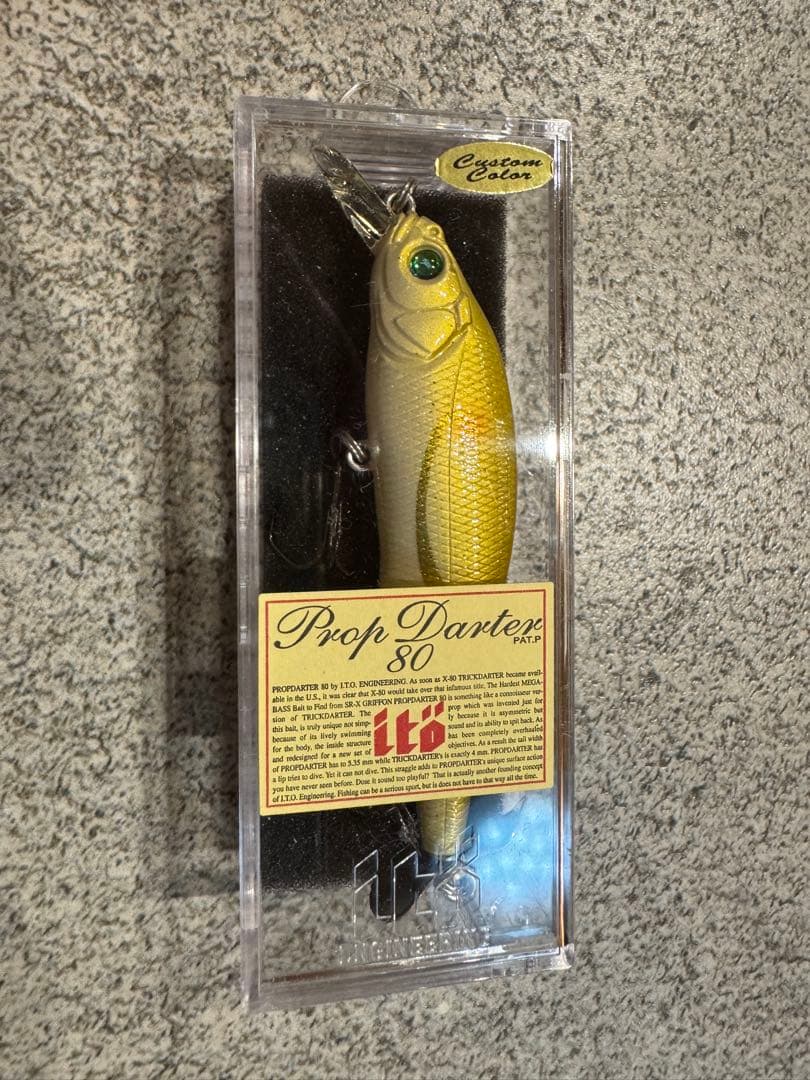 Custom
Color
Prop Darter
PAT.P
80
PROPDARTER 80 by I.T.O. ENGINEERING. As soon as X-80 TRICKDARTER became avail-
able in the U.S., it was clear that X-80 would take over that infamous title, The Hardest MEGA-
BASS Bait to Find from SR-X GRIFFON PROPDARTER 80 is something like a connoisseur ver-
sion of TRICKDARTER. The prop which was invented just for
this bait, is truly unique not simp- ly because it is asymmetric but
because of its lively swimming sound and its ability to spit back. As
for the body, the inside structure has been completely overhauled
and redesigned for a new set of objectives. As a result the tail width
of PROPDARTER has to 3.35 mm while TRICKDARTER's is exactly 4 mm. PROPDARTER has
a lip tries to dive. Yet it can not dive. This straggle adds to PROPDARTER's unique surface action
you have never seen before. Dose it sound too playful? That is actually another founding concept
of I.T.O. Engineering. Fishing can be a serious sport, but is does not have to that way all the time.
itö
itö
ENGINEERING